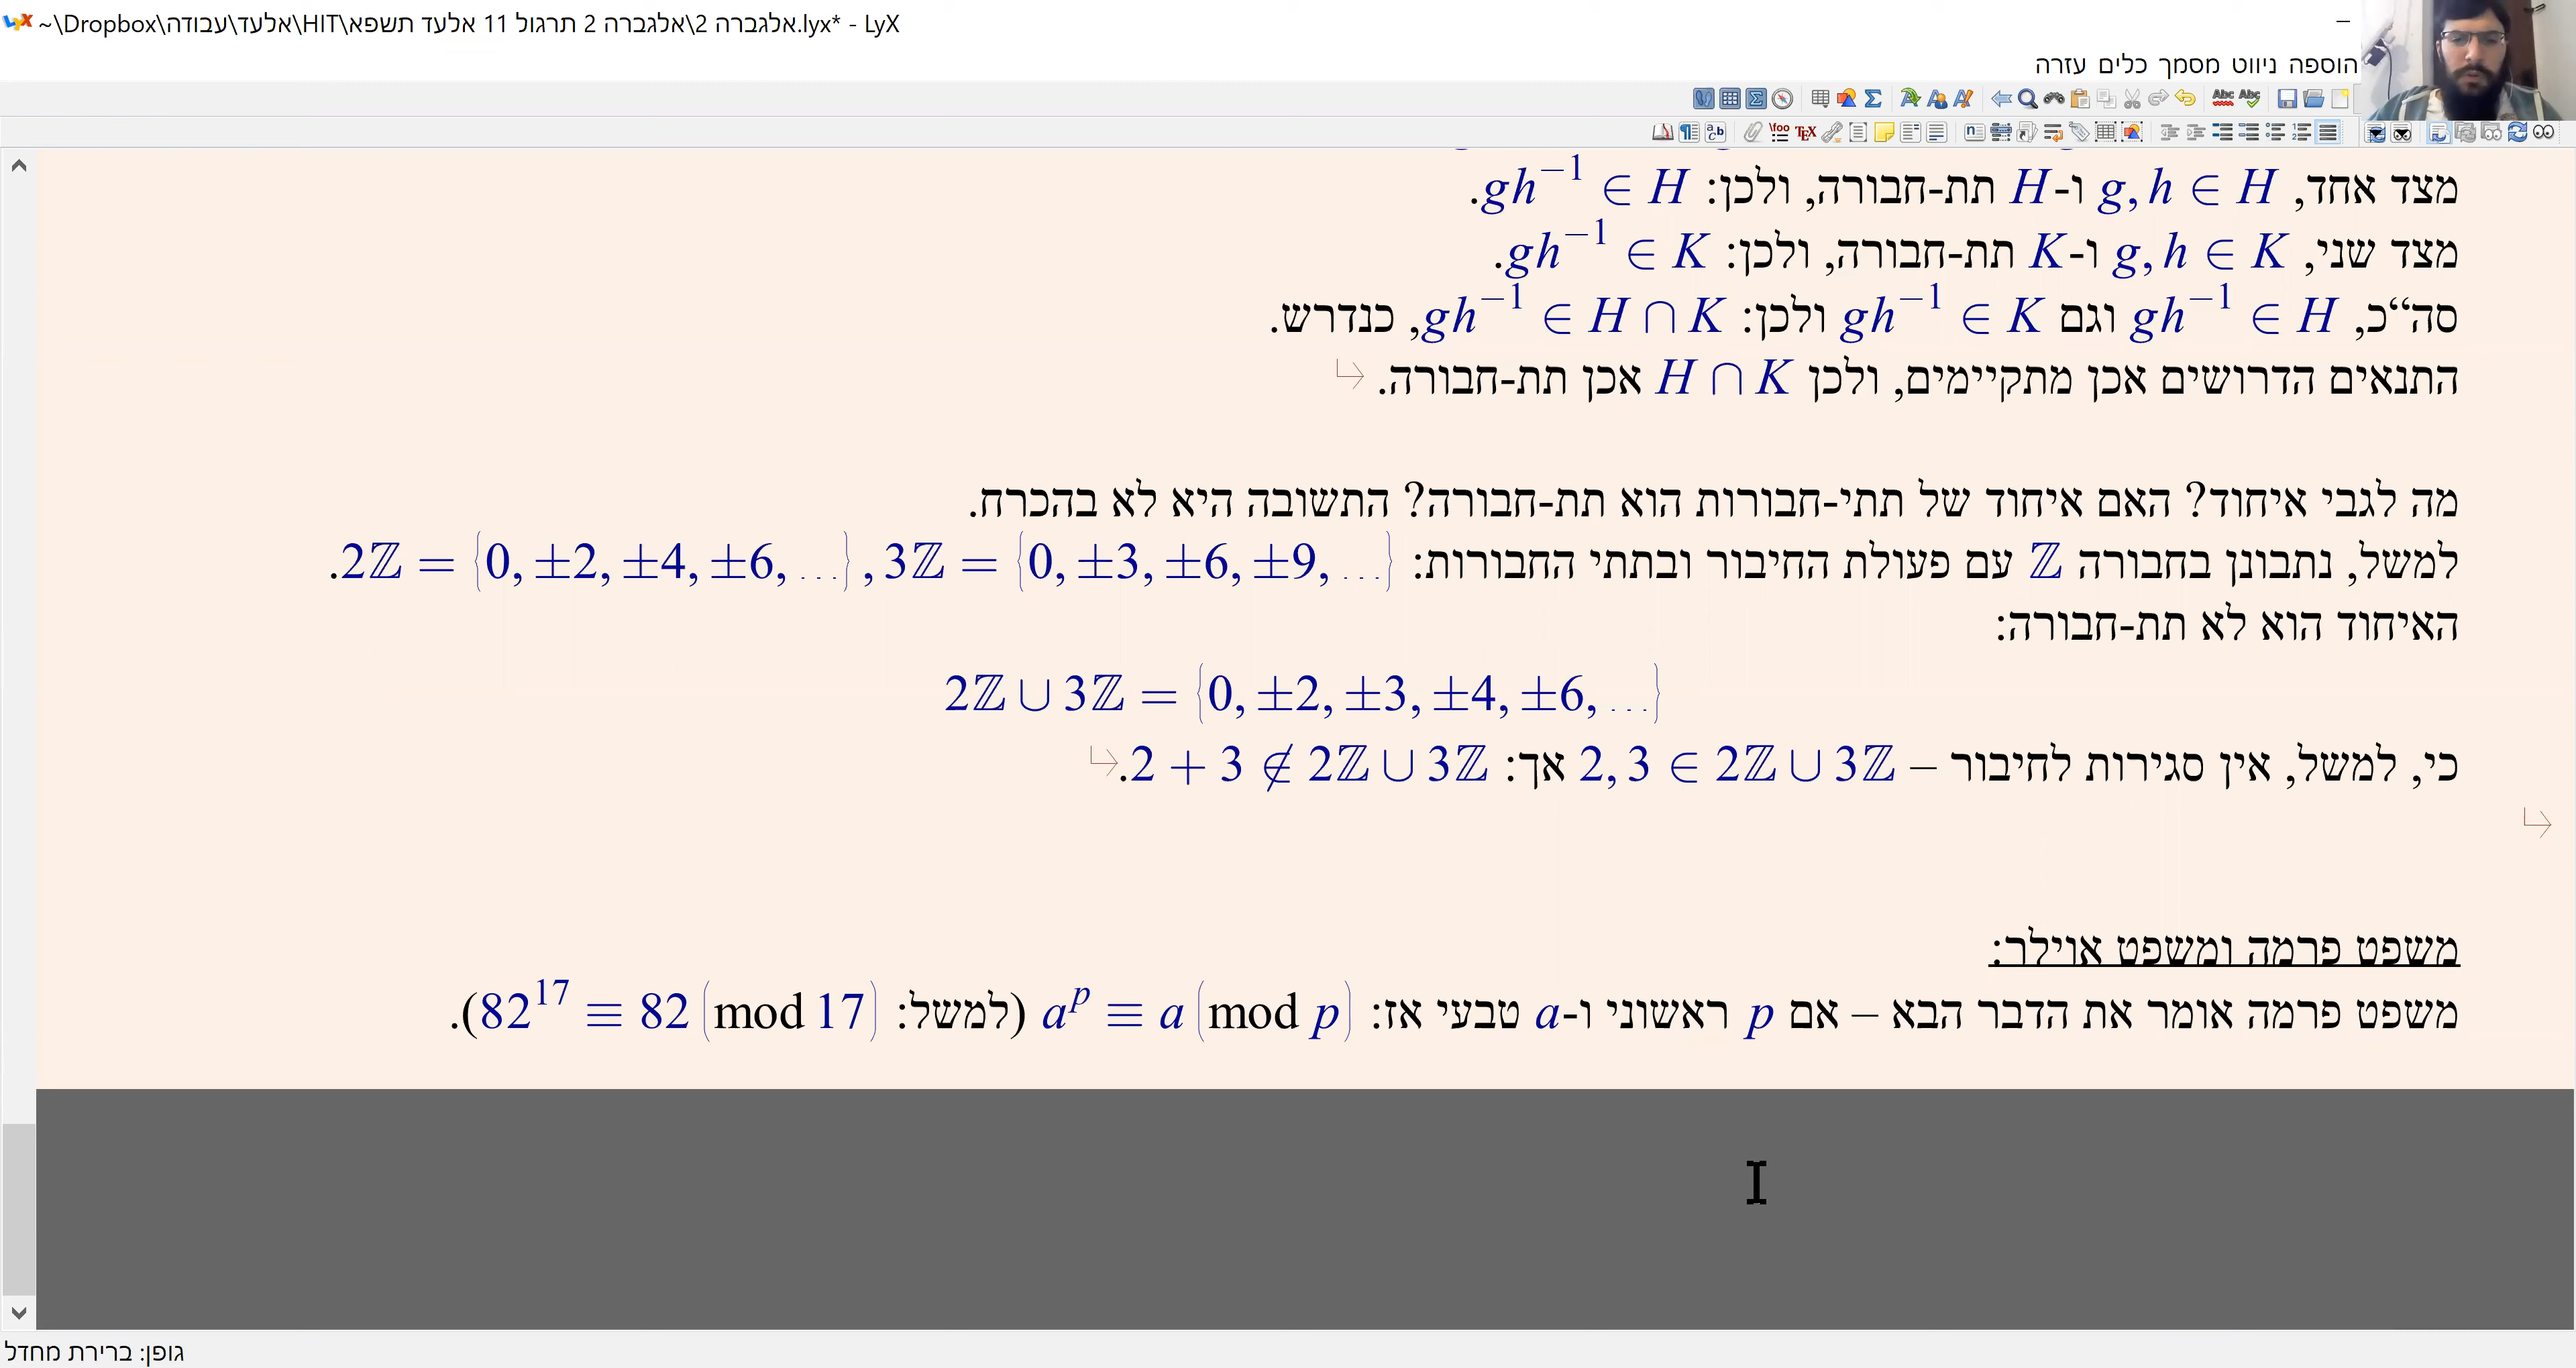 ~\Dropbox\אלעד\עבודה\HIT\אלגברה 2\אלגברה 2 תרגול 11 אלעד תשפא.lyx* - LyX
הוספה ניווט מסמך כלים עזרה
מצד אחד, g, h ∈ H ו-H תת-חבורה, ולכן: gh⁻¹ ∈ H.
מצד שני, g, h ∈ K ו-K תת-חבורה, ולכן: gh⁻¹ ∈ K.
סה“כ, gh⁻¹ ∈ H וגם gh⁻¹ ∈ K ולכן: gh⁻¹ ∈ H ∩ K, כנדרש.
התנאים הדרושים אכן מתקיימים, ולכן H ∩ K אכן תת-חבורה.
מה לגבי איחוד? האם איחוד של תתי-חבורות הוא תת-חבורה? התשובה היא לא בהכרח.
למשל, נתבונן בחבורה ℤ עם פעולת החיבור ובתתי החבורות: 2ℤ = {0, ±2, ±4, ±6, ...} , 3ℤ = {0, ±3, ±6, ±9, ...}.
האיחוד הוא לא תת-חבורה:
2ℤ ∪ 3ℤ = {0, ±2, ±3, ±4, ±6, ...}
כי, למשל, אין סגירות לחיבור – 2, 3 ∈ 2ℤ ∪ 3ℤ אך: 2 + 3 ∉ 2ℤ ∪ 3ℤ.
משפט פרמה ומשפט אוילר:
משפט פרמה אומר את הדבר הבא – אם p ראשוני ו-a טבעי אז: aᵖ ≡ a (mod p) (למשל: 82¹⁷ ≡ 82 (mod 17)).
גופן: ברירת מחדל